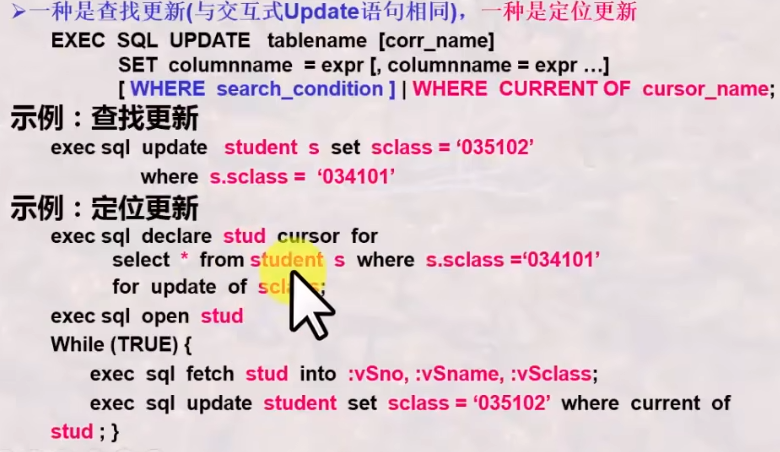 ➢一种是查找更新(与交互式Update语句相同)，一种是定位更新
EXEC SQL UPDATE tablename [corr_name]
SET columnname = expr [, columnname = expr …]
[ WHERE search_condition ] | WHERE CURRENT OF cursor_name;
示例：查找更新
exec sql update student s set sclass = ‘035102’
where s.sclass = ‘034101’
示例：定位更新
exec sql declare stud cursor for
select * from student s where s.sclass =‘034101’
for update of sclass;
exec sql open stud
While (TRUE) {
exec sql fetch stud into :vSno, :vSname, :vSclass;
exec sql update student set sclass = ‘035102’ where current of
stud ; }